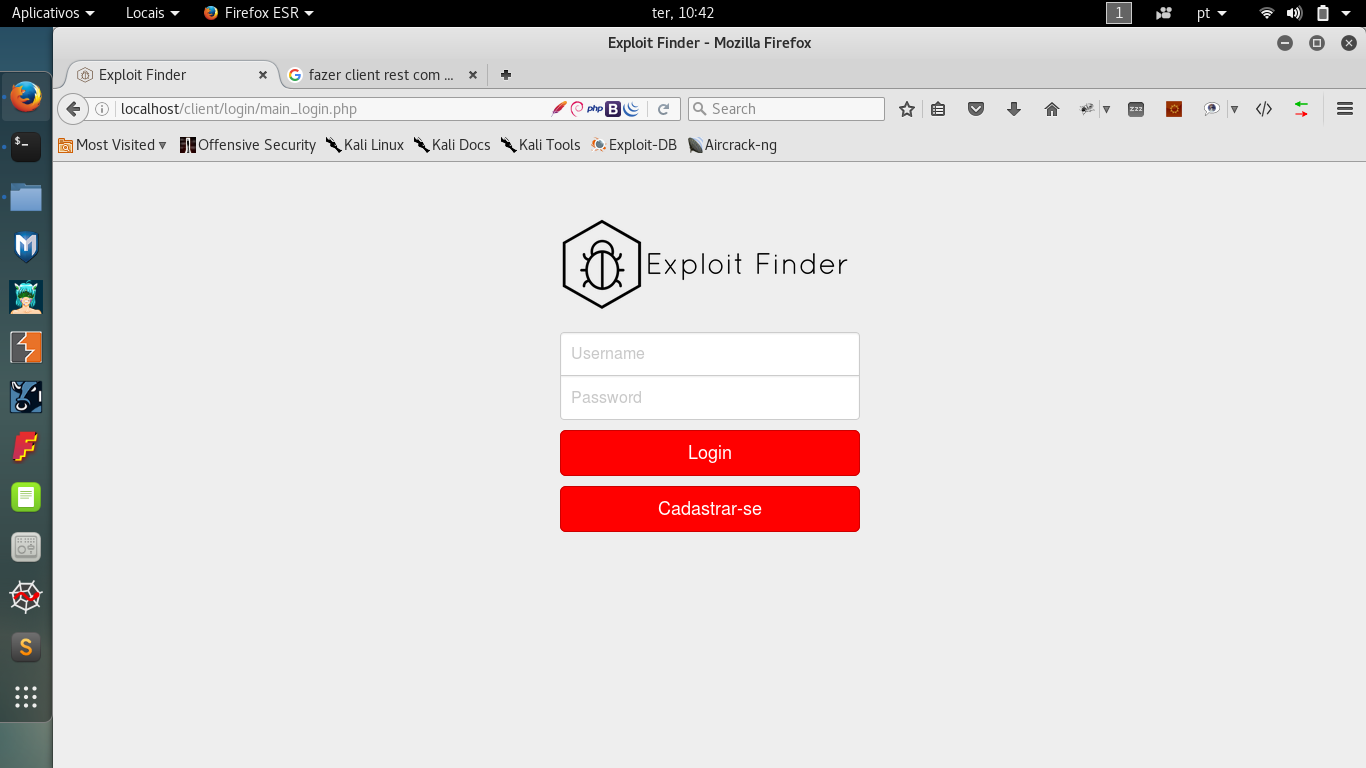 Aplicativos Locais Firefox ESR ter, 10:42 1 pt
Exploit Finder - Mozilla Firefox
Exploit Finder fazer client rest com ...
localhost/client/login/main_login.php php B Search
Most Visited Offensive Security Kali Linux Kali Docs Kali Tools Exploit-DB Aircrack-ng
Exploit Finder
Username
Password
Login
Cadastrar-se